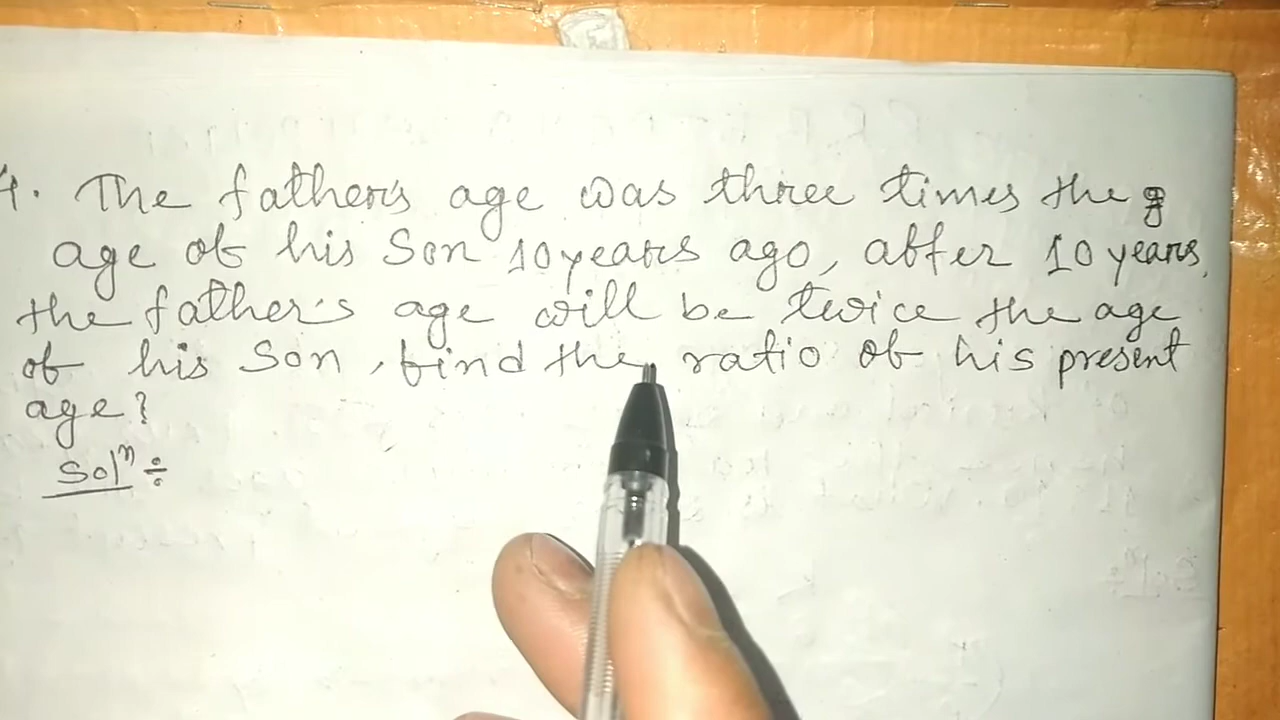 4. The father's age was three times the
age of his Son 10 years ago, after 10 years,
the father's age will be twice the age
of his Son, find the ratio of his present
age?
Solⁿ ÷